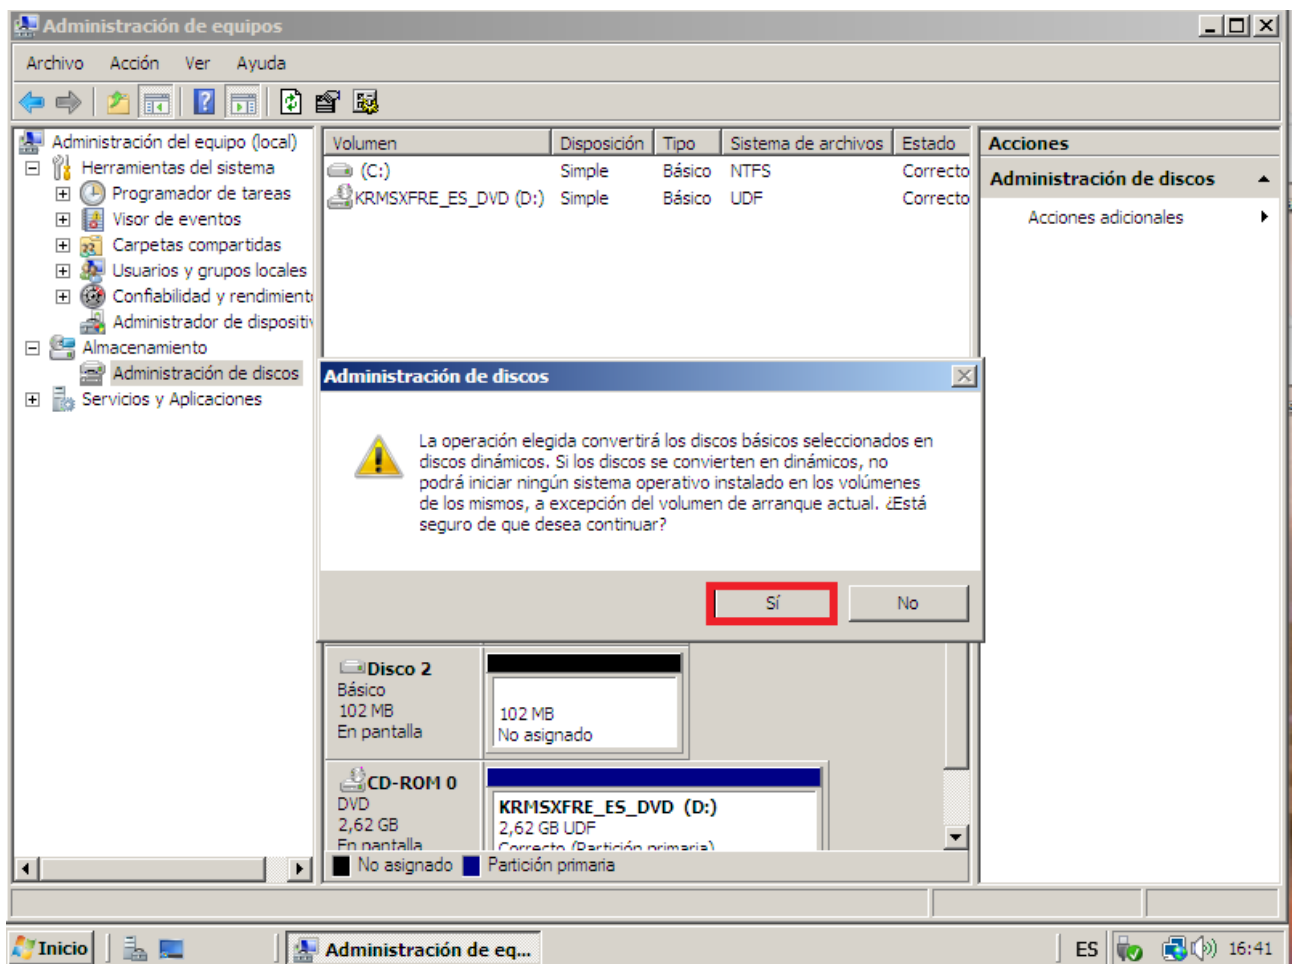 Administración de equipos
Archivo Acción Ver Ayuda
Administración del equipo (local)
Herramientas del sistema
Programador de tareas
Visor de eventos
Carpetas compartidas
Usuarios y grupos locales
Confiabilidad y rendimient
Administrador de dispositiv
Almacenamiento
Administración de discos
Servicios y Aplicaciones
Volumen Disposición Tipo Sistema de archivos Estado
(C:) Simple Básico NTFS Correcto
KRMSXFRE_ES_DVD (D:) Simple Básico UDF Correcto
Acciones
Administración de discos
Acciones adicionales
Administración de discos
La operación elegida convertirá los discos básicos seleccionados en
discos dinámicos. Si los discos se convierten en dinámicos, no
podrá iniciar ningún sistema operativo instalado en los volúmenes
de los mismos, a excepción del volumen de arranque actual. ¿Está
seguro de que desea continuar?
Sí No
Disco 2
Básico
102 MB
En pantalla
102 MB
No asignado
CD-ROM 0
DVD
2,62 GB
En pantalla
KRMSXFRE_ES_DVD (D:)
2,62 GB UDF
Correcto (Partición primaria)
No asignado Partición primaria
Inicio Administración de eq... ES 16:41